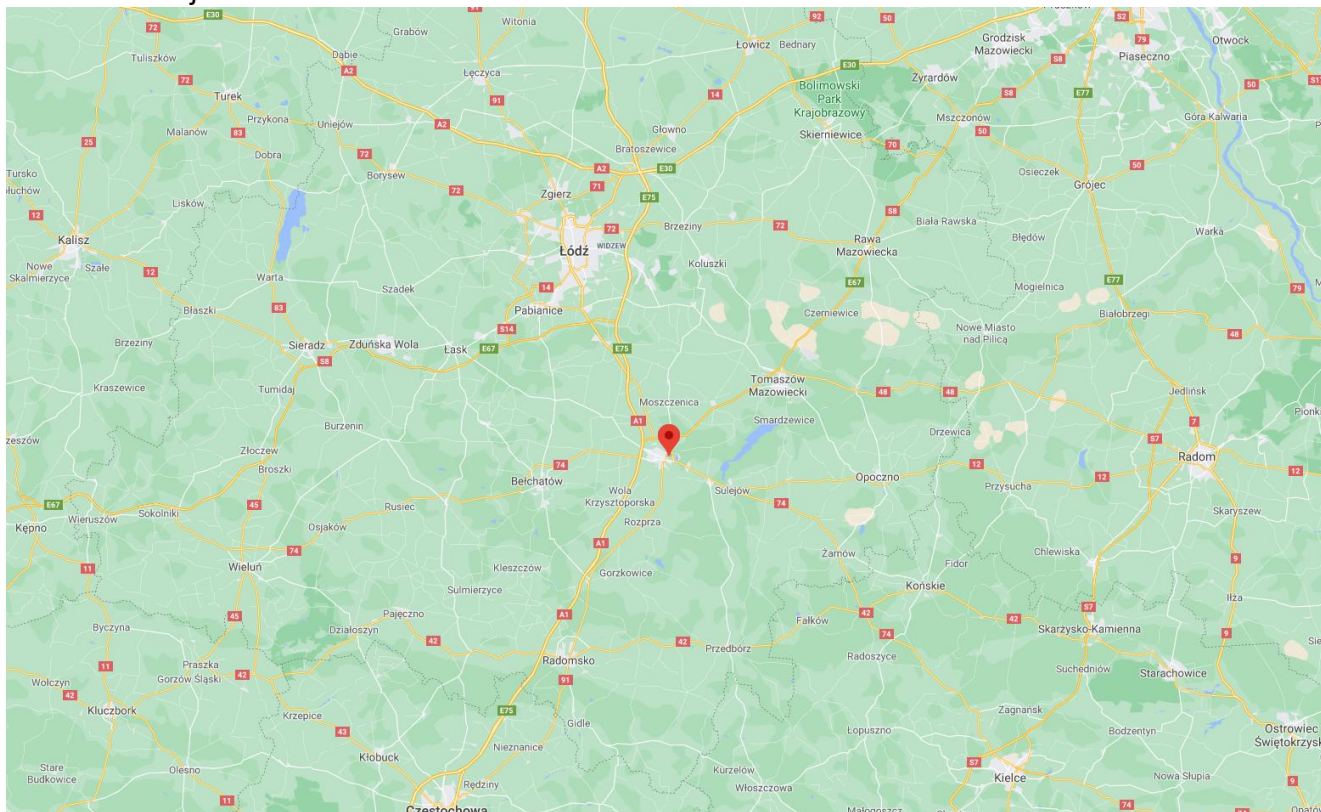 E30
91
Witonia
92
50
Grodzisk
Mazowiecki
S2
79
Otwock
72
Tuliszków
Grabów
Łowicz
Bednary
E30
S8
Piaseczno
Dąbie
A2
Łęczyca
Żyrardów
S8
E77
50
72
Turek
91
14
Bolimowski
Park
Krajobrazowy
Mszczonów
Góra Kalwaria
Przykona
Uniejów
A2
Głowno
Skierniewice
50
Malanów
83
25
Dobra
72
Bratoszewice
70
Osieczek
50
Tursko
Borysew
A2
E30
Grójec
72
Zgierz
71
E75
Lisków
12
S8
Biała Rawska
72
Brzeziny
72
Kalisz
Łódź
WIDZEW
Rawa
Mazowiecka
Błędów
Warka
Nowe
Skalmierzyce
Szałe
12
Warta
Koluszki
E77
Szadek
14
E67
Mogielnica
79
Błaszki
83
Pabianice
Czerniewice
Białobrzegi
S14
Nowe Miasto
nad Pilicą
48
Brzeziny
Sieradz
Zduńska Wola
Łask
E67
E75
S8
Kraszewice
Tumidaj
Tomaszów
Mazowiecki
48
48
Jedlińsk
Moszczenica
Burzenin
A1
Smardzewice
7
Pionk
Drzewica
S7
Złoczew
74
Radom
Broszki
Bełchatów
Opoczno
12
12
12
E67
Wieruszów
Sokolniki
45
Rusiec
Wola
Krzysztoporska
Sulejów
Przysucha
Kępno
74
Skaryszew
Osjaków
Rozprza
74
A1
Żarnów
Chlewiska
9
11
Wieluń
Kleszczów
Gorzkowice
Fidor
Końskie
Sulmierzyce
Iłża
45
Pajęczno
A1
42
S7
Byczyna
Działoszyn
42
Fałków
42
Skarżysko-Kamienna
9
74
42
Przedbórz
Radomsko
Radoszyce
11
Praszka
Gorzów Śląski
42
91
Suchedniów
Starachowice
Wołczyn
42
Kluczbork
Krzepice
E75
Zagnańsk
Gidle
Łopuszno
Bodzentyn
Ostrowiec
Świętokrzysk
43
Kłobuck
Nieznanice
S7
Stare
Budkowice
Olesno
Rędziny
Kurzelów
Kielce
Nowa Słupia
Włoszczowa
11
Częstochowa
Małogoszcz
Opatów